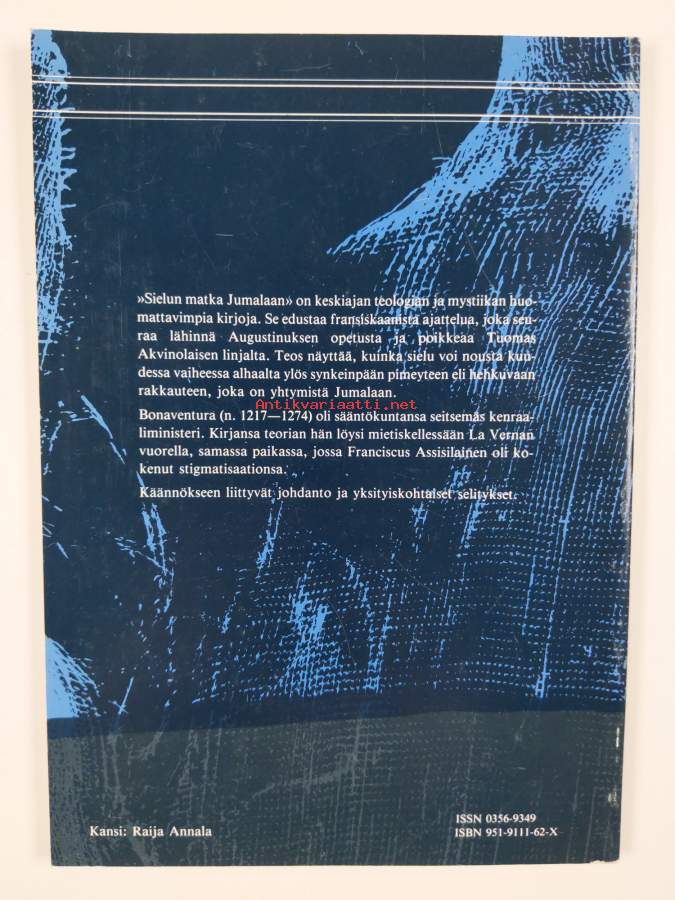 »Sielun matka Jumalaan» on keskiajan teologian ja mystiikan huo-
mattavimpia kirjoja. Se edustaa fransiskaanista ajattelua, joka seu-
raa lähinnä Augustinuksen opetusta ja poikkeaa Tuomas
Akvinolaisen linjalta. Teos näyttää, kuinka sielu voi nousta kuu-
dessa vaiheessa alhaalta ylös synkeinpään pimeyteen eli hehkuvaan
rakkauteen, joka on yhtymistä Jumalaan.
Antikvariaatti.net
Bonaventura (n. 1217—1274) oli sääntökuntansa seitsemäs kenraa-
liministeri. Kirjansa teorian hän löysi mietiskellessään La Vernan
vuorella, samassa paikassa, jossa Franciscus Assisilainen oli ko-
kenut stigmatisaationsa.
Käännökseen liittyvät johdanto ja yksityiskohtaiset selitykset.
ISSN 0356-9349
Kansi: Raija Annala
ISBN 951-9111-62-X